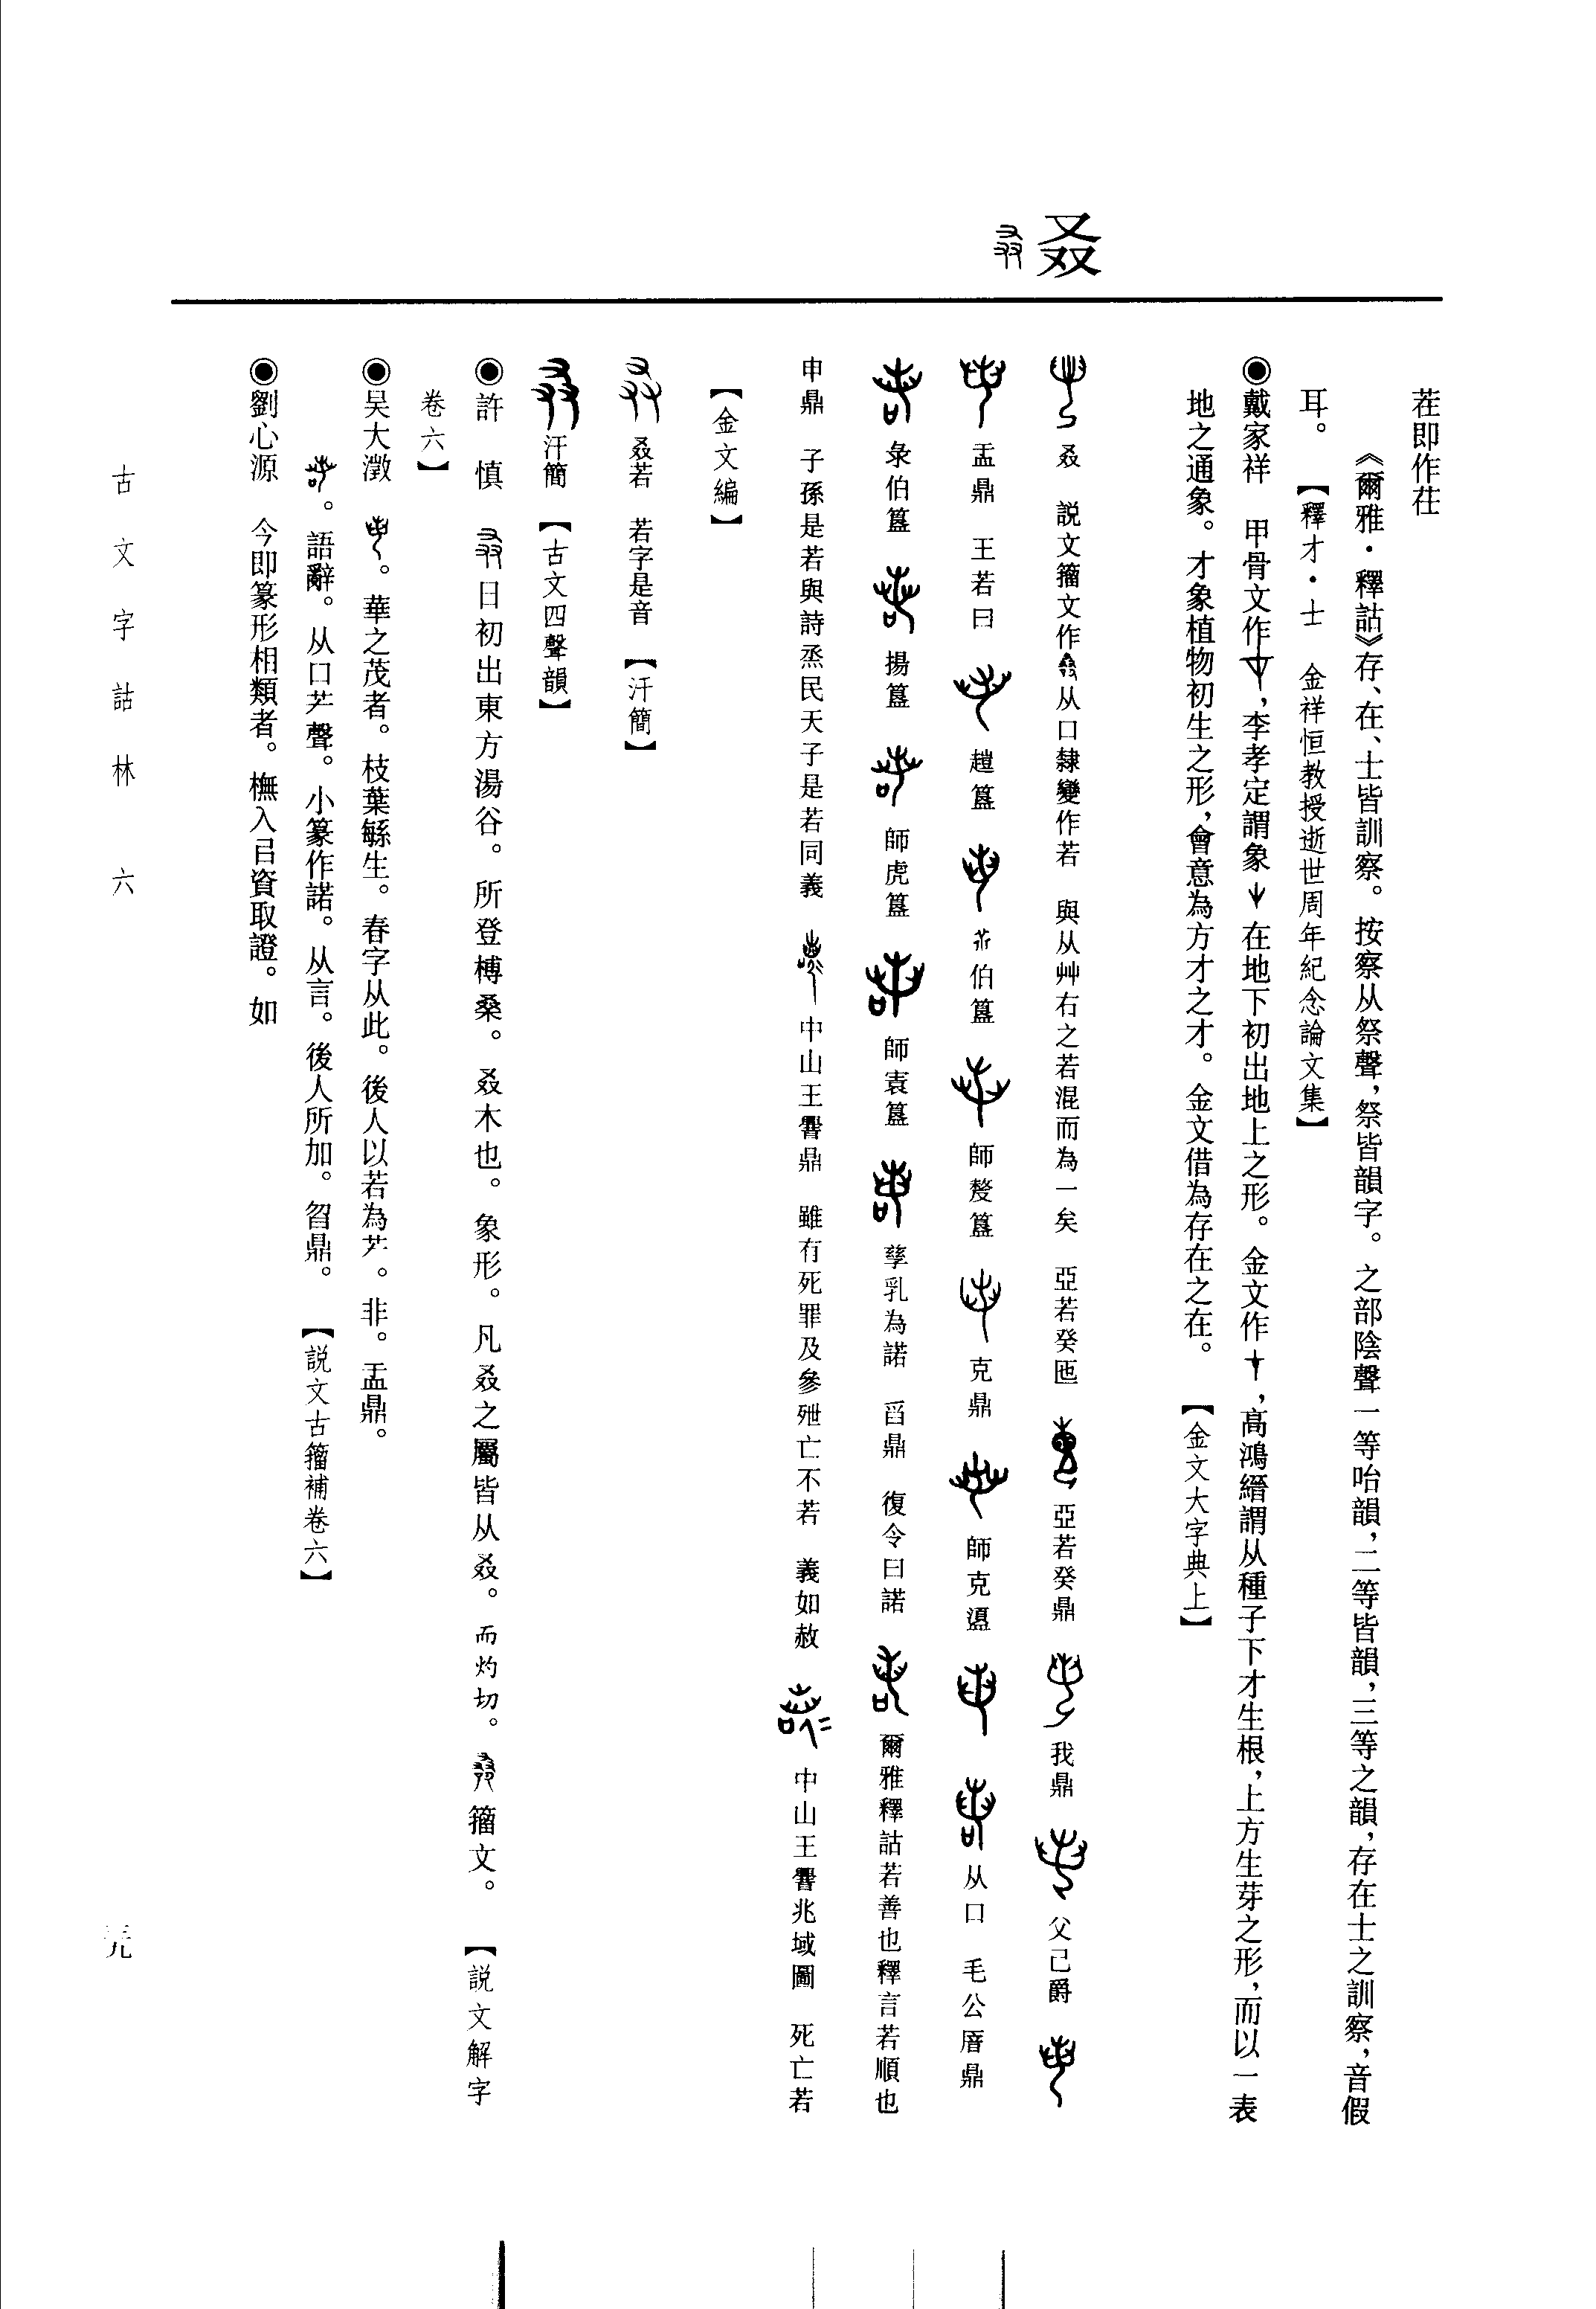 叒
茬即作茌
《爾雅·釋詁》存、在、士皆訓察。按察从祭聲，祭皆韻字。之部陰聲一等咍韻，二等皆韻，三等之韻，存在士之訓察，音假
耳。【釋才·士　金祥恒教授逝世周年紀念論文集】
◉戴家祥　甲骨文作，李孝定謂象在地下初出地上之形。金文作，高鴻縉謂从種子下才生根，上方生芽之形，而以一表
地之通象。才象植物初生之形，會意為方才之才。金文借為存在之在。【金文大字典上】
叒　説文籀文作从口隸變作若　與从艸右之若混而為一矣　亞若癸匜　亞若癸鼎　我鼎　父己爵
盂鼎　王若曰　趞簋　伯簋　師嫠簋　克鼎　師克盨　从口　毛公厝鼎
彔伯簋　揚簋　師虎簋　師袁簋　孳乳為諾　舀鼎　復令曰諾　爾雅釋詁若善也釋言若順也
申鼎　子孫是若與詩烝民天子是若同義　中山王䰜鼎　雖有死罪及參殜亡不若　義如赦　中山王䰜兆域圖　死亡若
【金文編】
叒若　若字是音【汗簡】
汗簡【古文四聲韻】
◉許　慎　日初出東方湯谷。所登榑桑。叒木也。象形。凡叒之屬皆从叒。而灼切。籀文。【説文解字
卷六】
◉吴大澂　。華之茂者。枝葉緐生。春字从此。後人以若為。非。盂鼎。
。語辭。从口聲。小篆作諾。从言。後人所加。曶鼎。【説文古籀補卷六】
◉劉心源　今即篆形相類者。橅入㠯資取證。如
古文字詁林　六